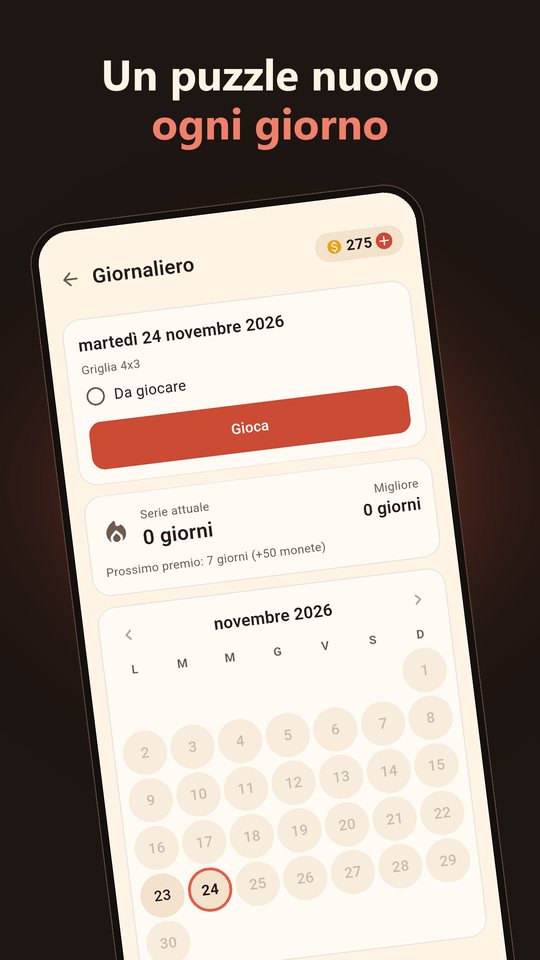 Un puzzle nuovo
ogni giorno
Giornaliero
$ 275 +
martedì 24 novembre 2026
Griglia 4x3
Da giocare
Gioca
Serie attuale
Migliore
0 giorni
0 giorni
Prossimo premio: 7 giorni (+50 monete)
novembre 2026
L M M G V S D
1
2 3 4 5 6 7 8
9 10 11 12 13 14 15
16 17 18 19 20 21 22
23 24 25 26 27 28 29
30